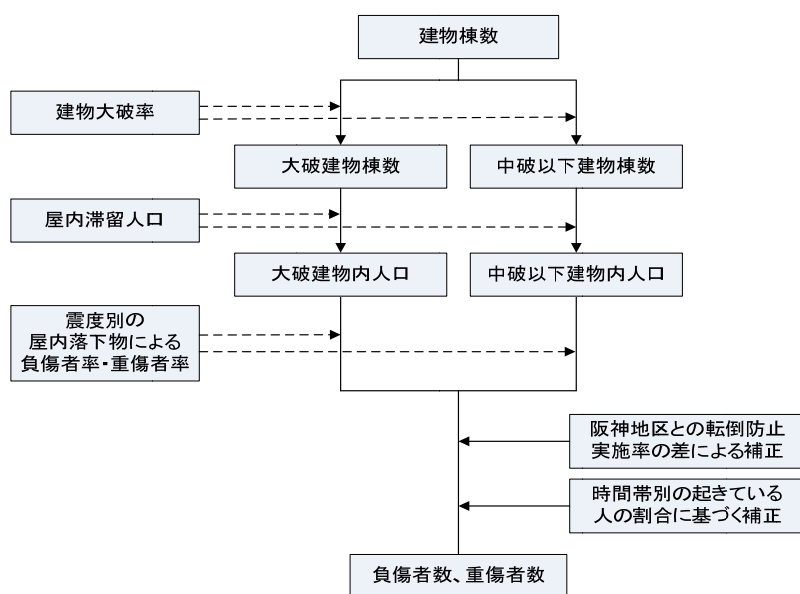 建物棟数
建物大破率
大破建物棟数
中破以下建物棟数
屋内滞留人口
大破建物内人口
中破以下建物内人口
震度別の
屋内落下物による
負傷者率・重傷者率
阪神地区との転倒防止
実施率の差による補正
時間帯別の起きている
人の割合に基づく補正
負傷者数、重傷者数